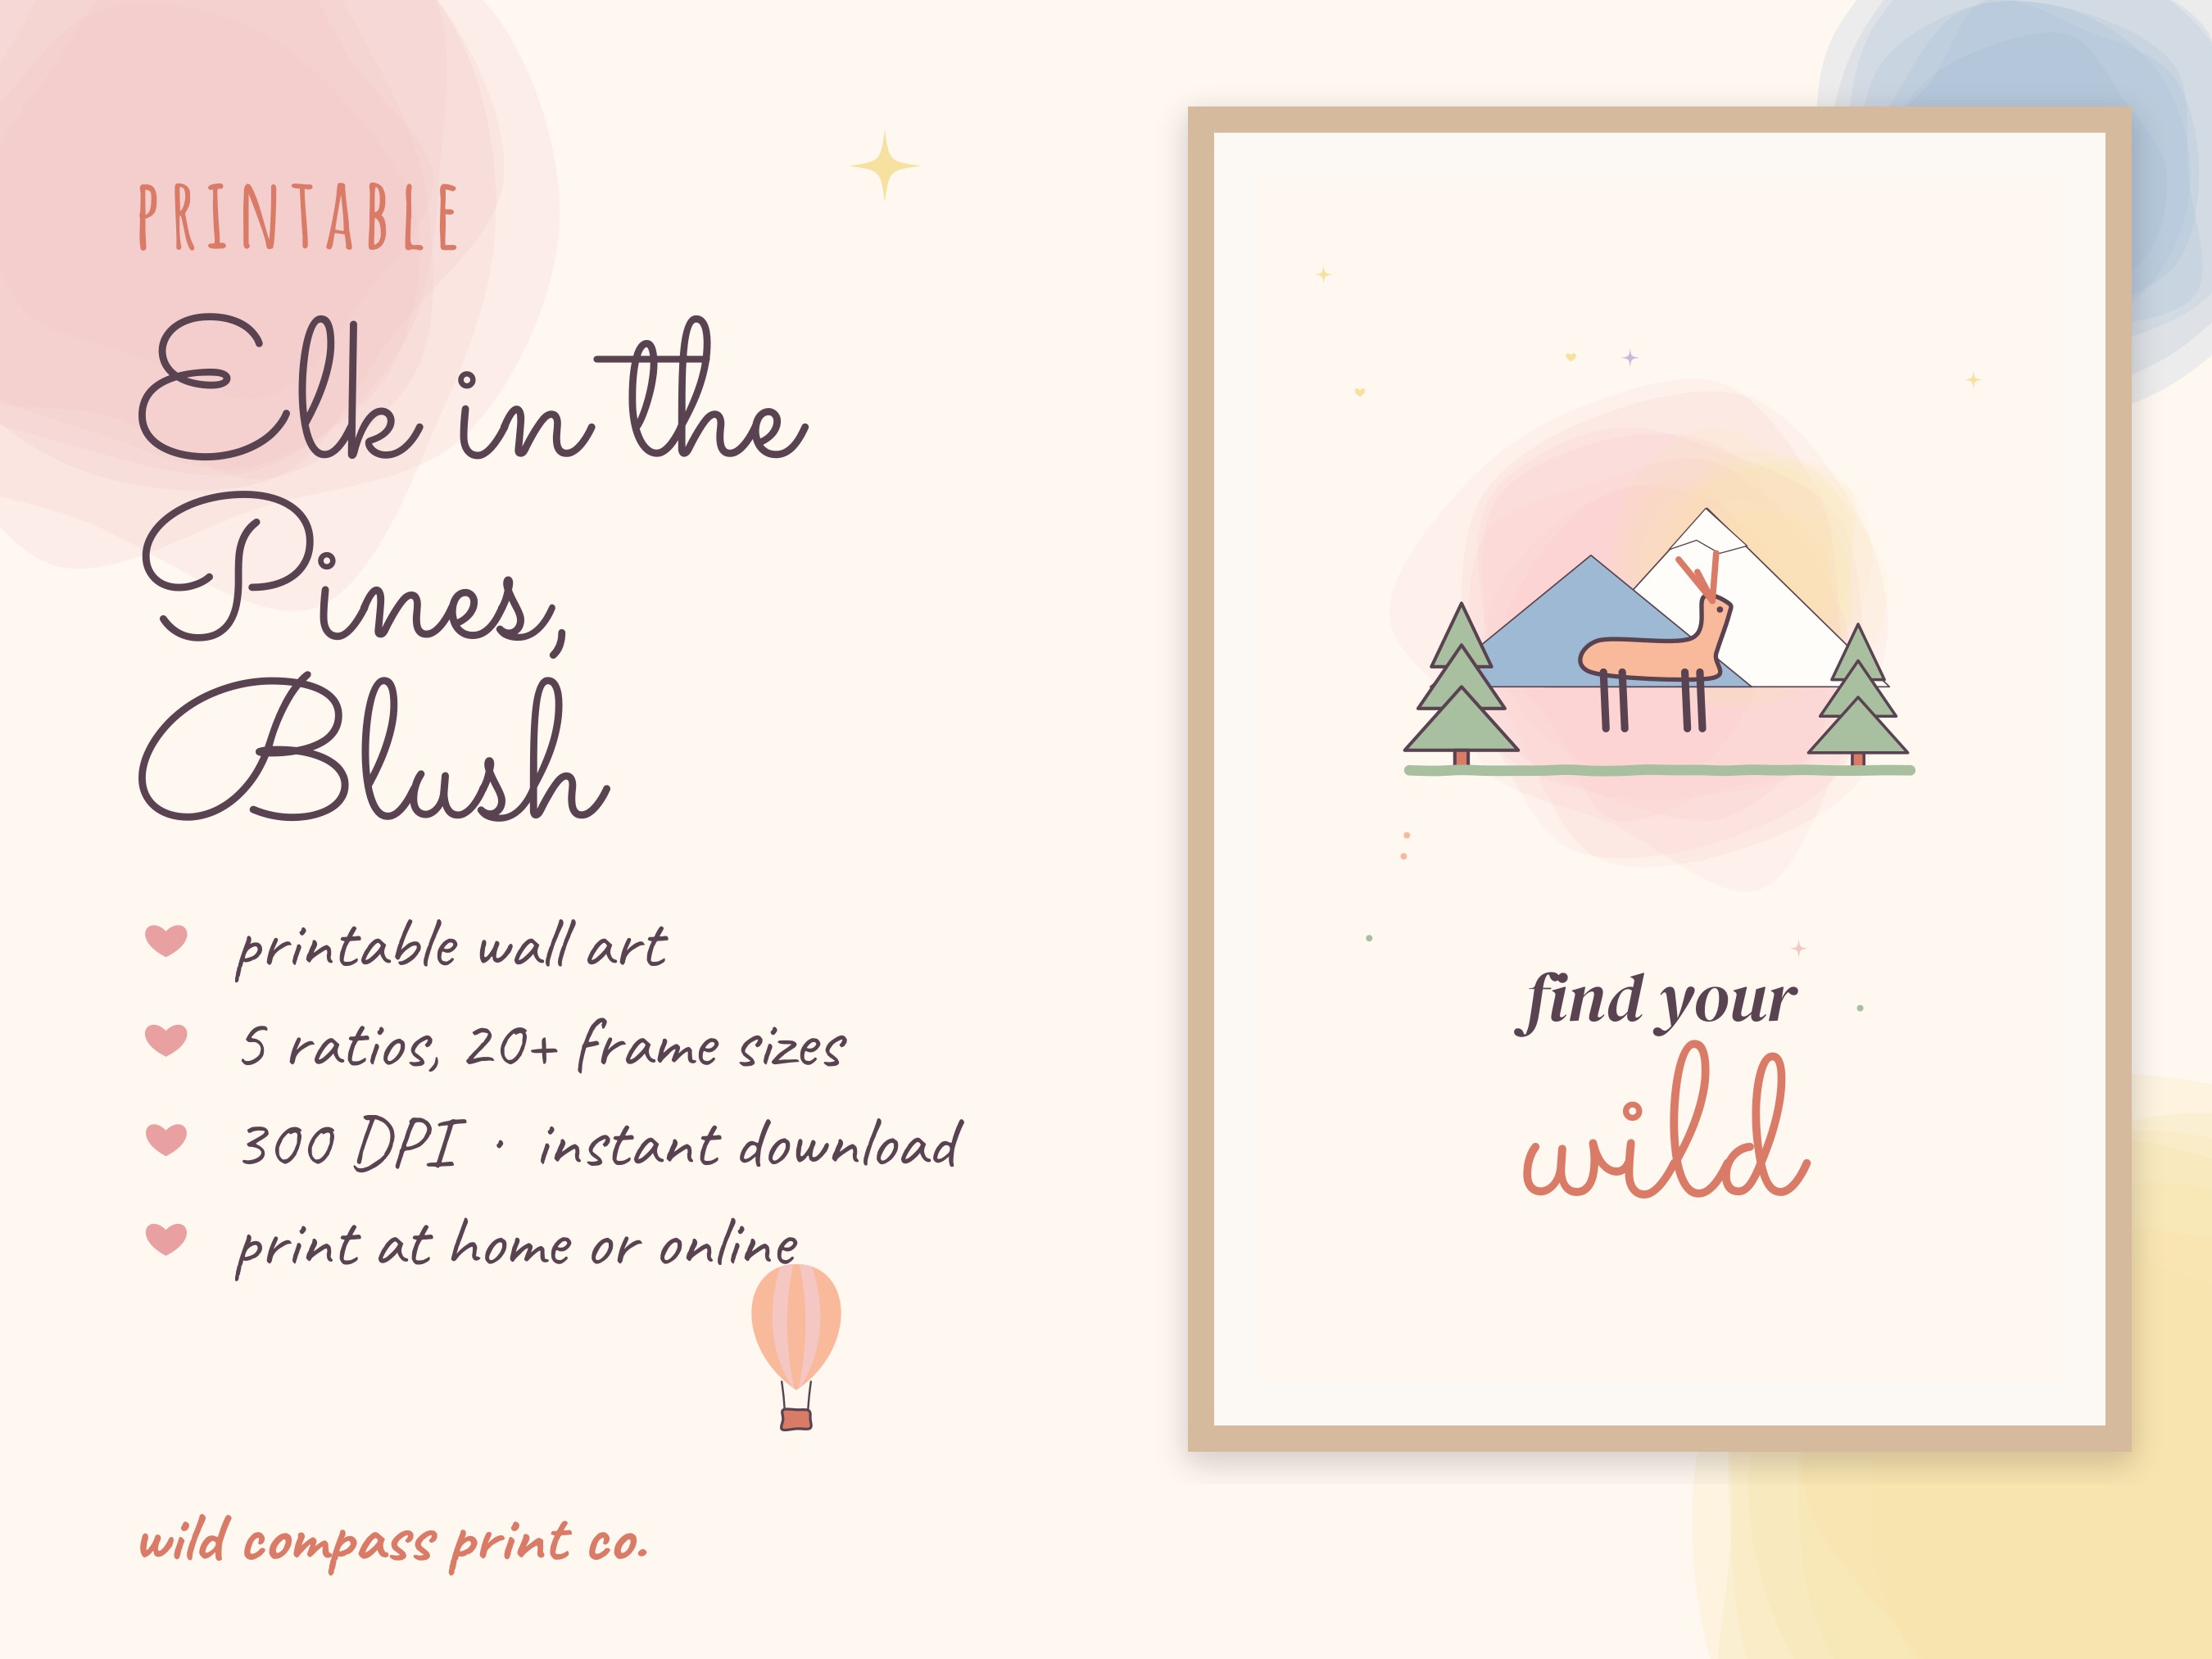 PRINTABLE
Elk in the
Pines,
Blush
printable wall art
5 ratios, 20+ frame sizes
300 DPI · instant download
print at home or online
wild compass print co.
find your
wild